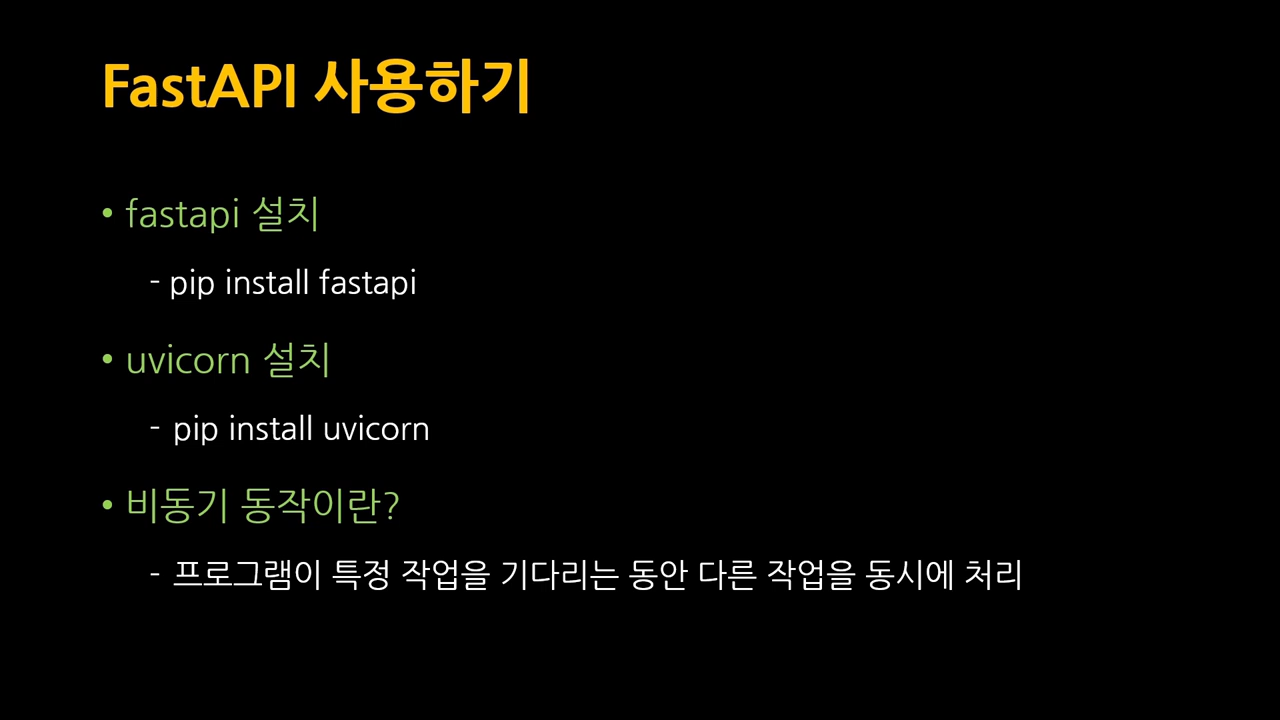 FastAPI 사용하기
• fastapi 설치
- pip install fastapi
• uvicorn 설치
- pip install uvicorn
• 비동기 동작이란?
- 프로그램이 특정 작업을 기다리는 동안 다른 작업을 동시에 처리